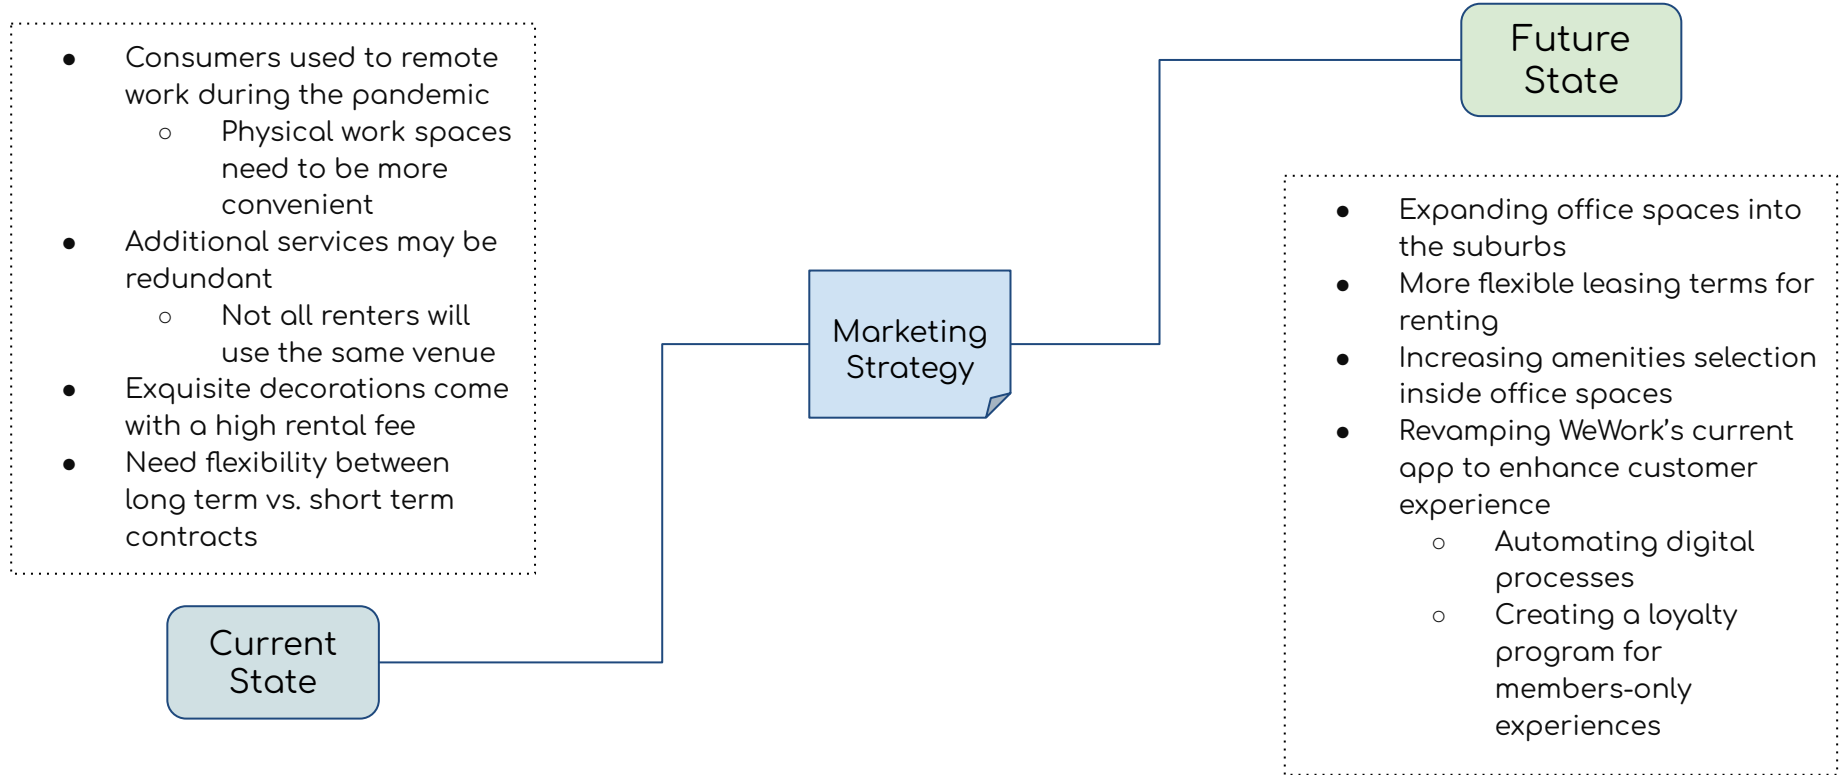 ● Consumers used to remote
work during the pandemic
○ Physical work spaces
need to be more
convenient
● Additional services may be
redundant
○ Not all renters will
use the same venue
● Exquisite decorations come
with a high rental fee
● Need flexibility between
long term vs. short term
contracts
Current
State
Marketing
Strategy
Future
State
● Expanding office spaces into
the suburbs
● More flexible leasing terms for
renting
● Increasing amenities selection
inside office spaces
● Revamping WeWork’s current
app to enhance customer
experience
○ Automating digital
processes
○ Creating a loyalty
program for
members-only
experiences